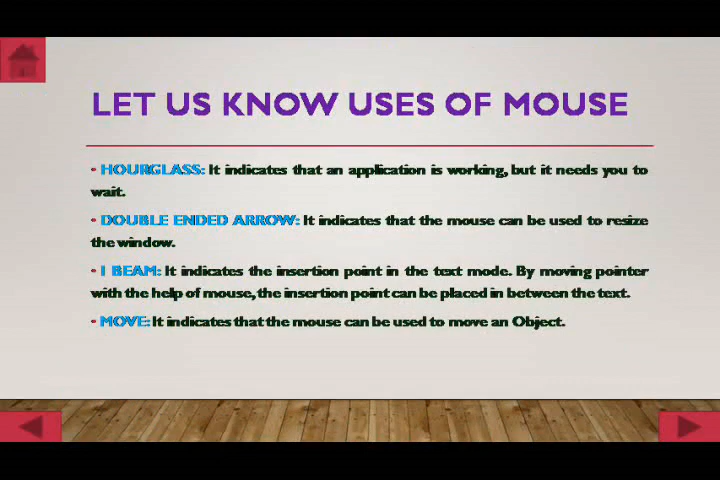 LET US KNOW USES OF MOUSE
• HOURGLASS: It indicates that an application is working, but it needs you to
wait.
• DOUBLE ENDED ARROW: It indicates that the mouse can be used to resize
the window.
• I BEAM: It indicates the insertion point in the text mode. By moving pointer
with the help of mouse, the insertion point can be placed in between the text.
• MOVE: It indicates that the mouse can be used to move an Object.